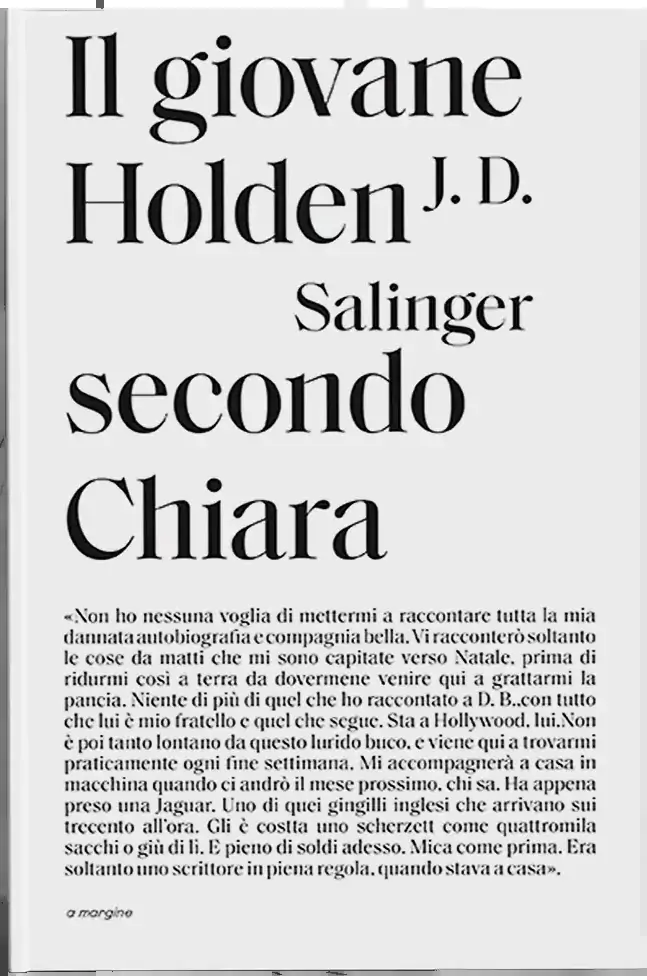 Il giovane
Holden J. D.
Salinger
secondo
Chiara
«Non ho nessuna voglia di mettermi a raccontare tutta la mia
dannata autobiografia e compagnia bella. Vi racconterò soltanto
le cose da matti che mi sono capitate verso Natale, prima di
ridurmi così a terra da dovermene venire qui a grattarmi la
pancia. Niente di più di quel che ho raccontato a D. B.,con tutto
che lui è mio fratello e quel che segue. Sta a Hollywood, lui.Non
è poi tanto lontano da questo lurido buco, e viene qui a trovarmi
praticamente ogni fine settimana. Mi accompagnerà a casa in
macchina quando ci andrò il mese prossimo, chi sa. Ha appena
preso una Jaguar. Uno di quei gingilli inglesi che arrivano sui
trecento all'ora. Gli è costta uno scherzett come quattromila
sacchi o giù di lì. E pieno di soldi adesso. Mica come prima. Era
soltanto uno scrittore in piena regola, quando stava a casa».
a margine